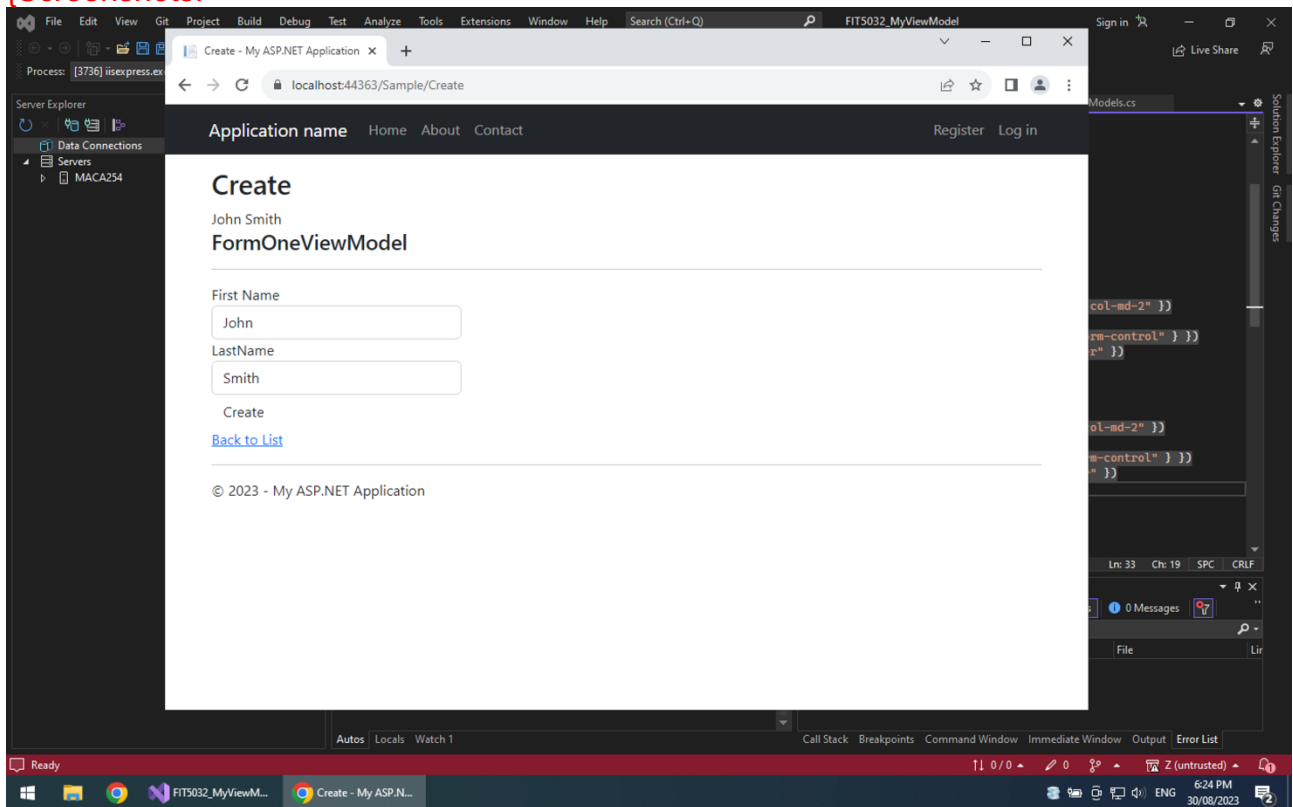 File Edit View Git Project Build Debug Test Analyze Tools Extensions Window Help Search (Ctrl+Q) FIT5032_MyViewModel Sign in
Live Share
Process: [3736] iisexpress.ex
Create - My ASP.NET Application
localhost:44363/Sample/Create
Server Explorer
Data Connections
Servers
MACA254
Models.cs
Solution Explorer
Git Changes
Application name Home About Contact Register Log in
Create
John Smith
FormOneViewModel
First Name
John
LastName
Smith
Create
Back to List
© 2023 - My ASP.NET Application
col-md-2" })
rm-control" } })
r" })
ol-md-2" })
m-control" } })
" })
Ln: 33 Ch: 19 SPC CRLF
0 Messages
File Lir
Autos Locals Watch 1
Call Stack Breakpoints Command Window Immediate Window Output Error List
Ready
0 / 0 0 Z (untrusted)
FIT5032_MyViewM... Create - My ASP.N...
ENG 6:24 PM
30/08/2023